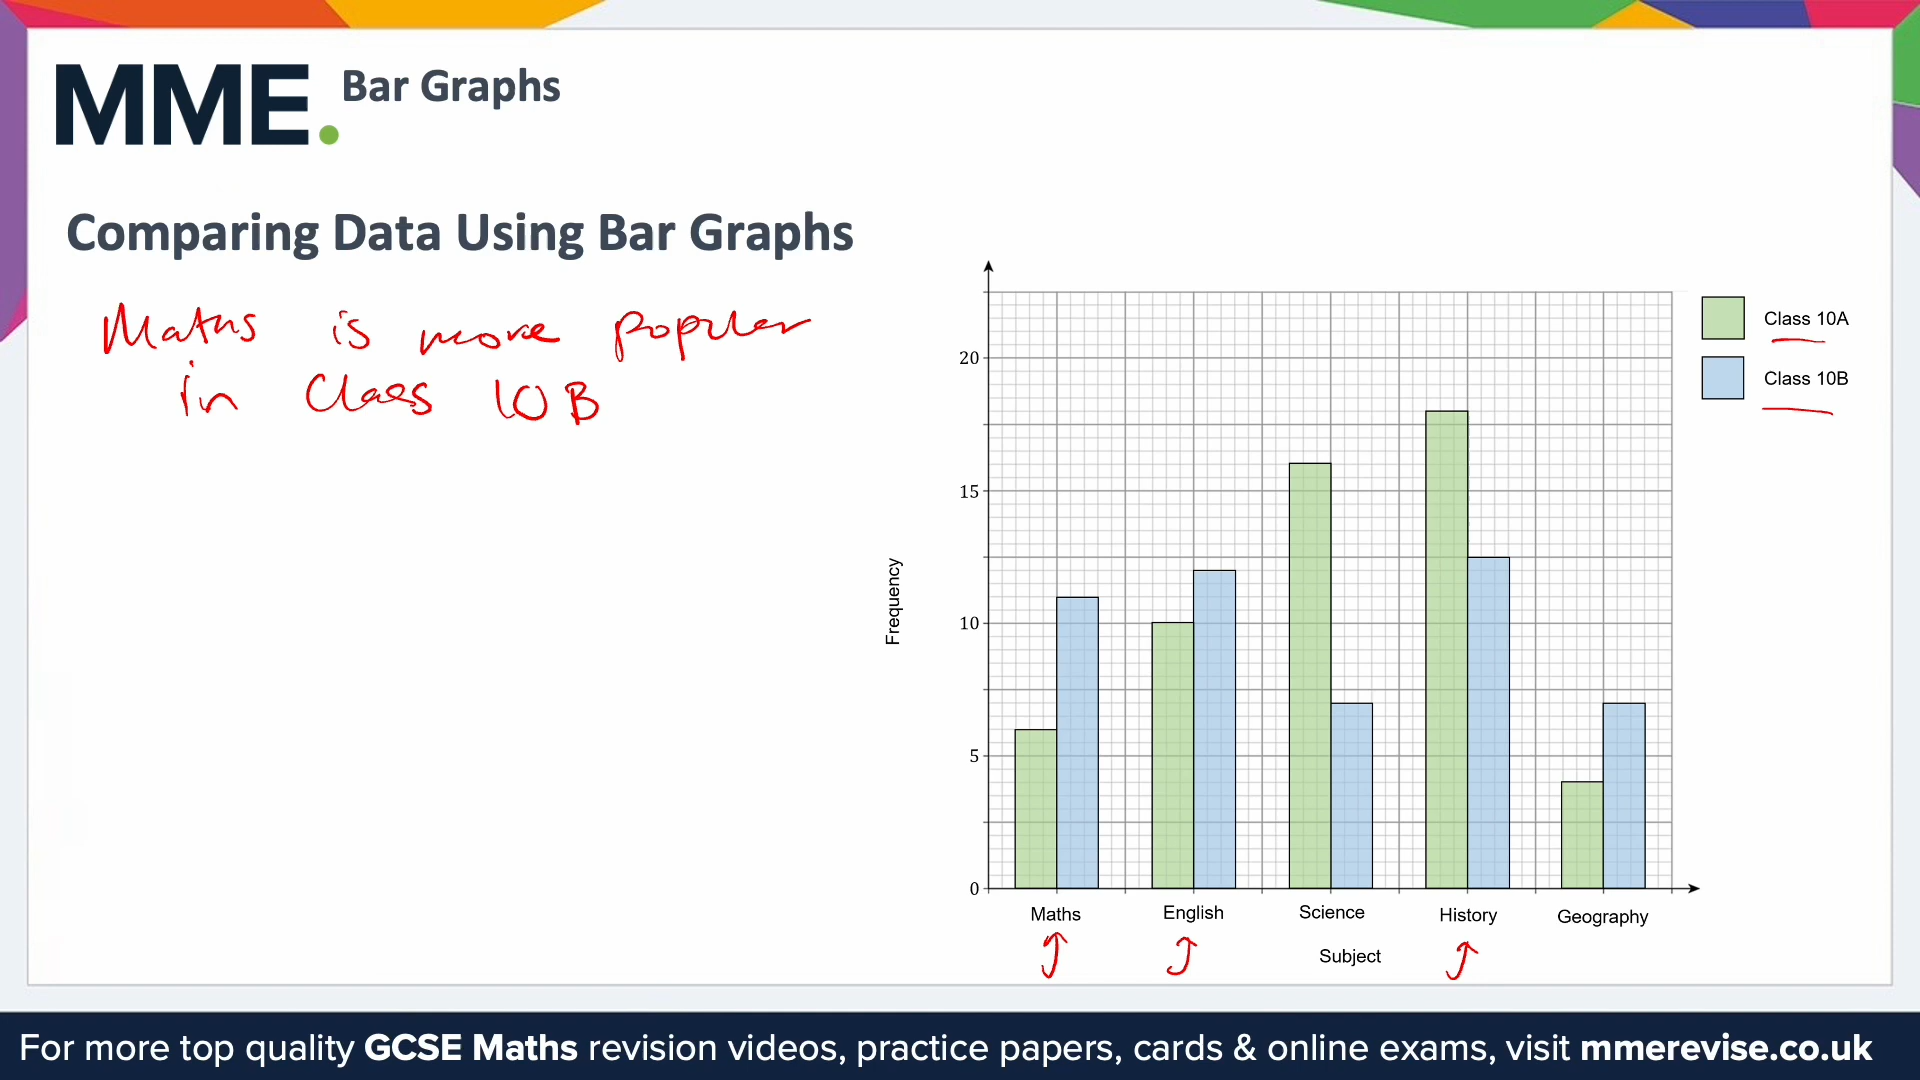 MME.
Bar Graphs
Comparing Data Using Bar Graphs
Maths is more popular
in Class 10B
Class 10A
Class 10B
20
15
10
5
0
Frequency
Maths English Science History Geography
Subject
For more top quality GCSE Maths revision videos, practice papers, cards & online exams, visit mmerevise.co.uk